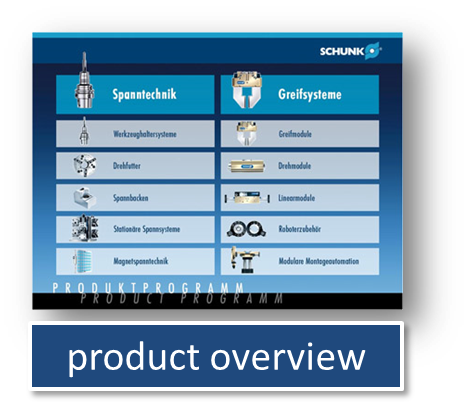 SCHUNK
Spanntechnik
Greifsysteme
Werkzeughaltersysteme
Greifmodule
Drehfutter
Drehmodule
Spannbacken
Linearmodule
Stationäre Spannsysteme
Roboterzubehör
Magnetspanntechnik
Modulare Montageautomation
PRODUKTPROGRAMM
PRODUCT PROGRAMM
product overview